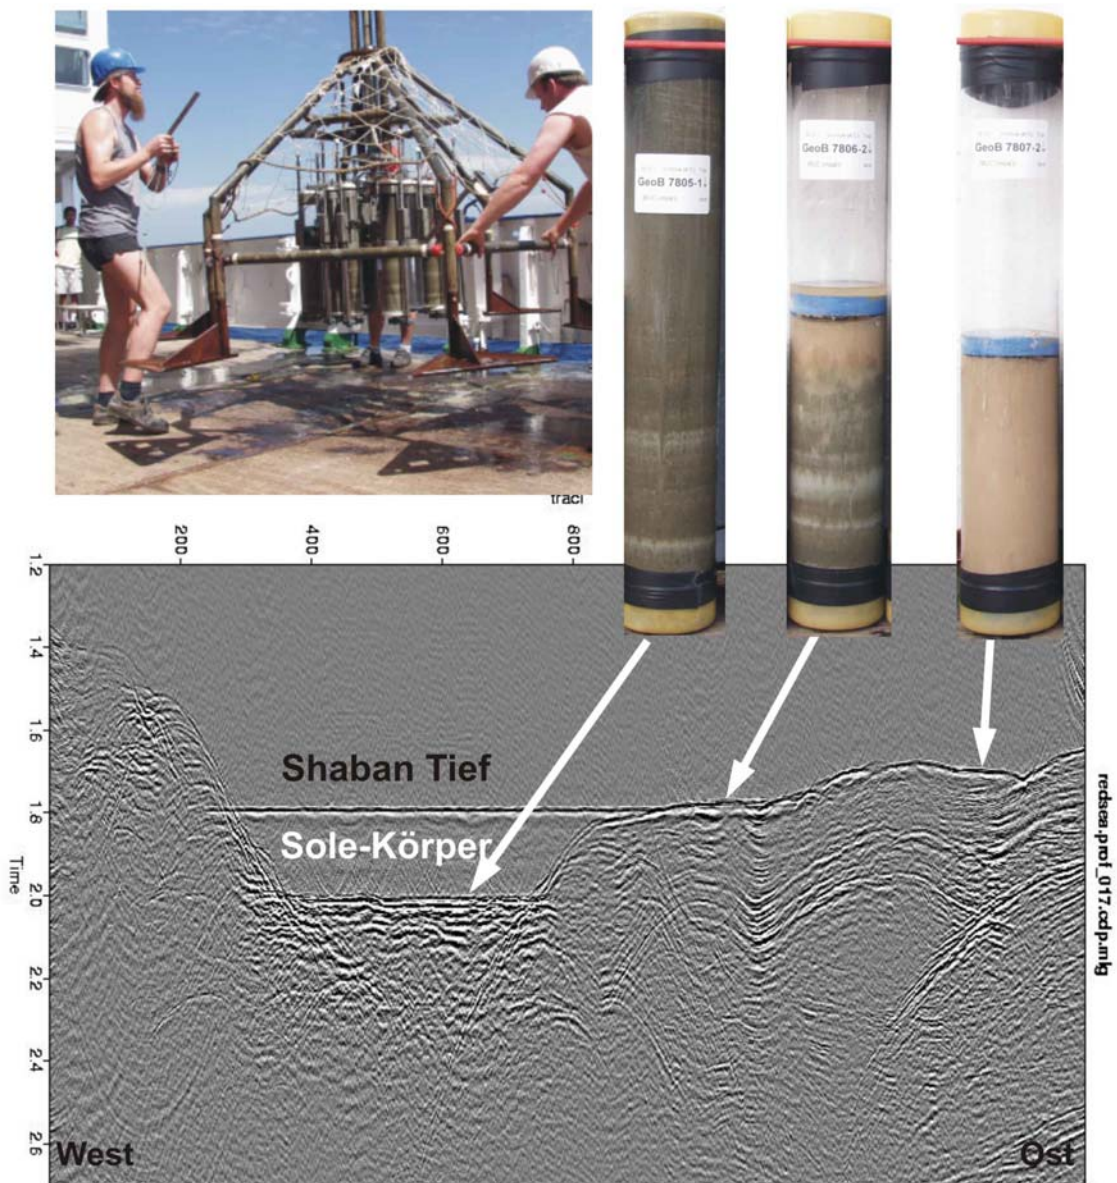 GeoB 7805-1
GeoB 7806-2
GeoB 7807-2
traci
200
400
600
800
1.2
1.4
1.6
1.8
2.0
2.2
2.4
2.6
Time
Shaban Tief
Sole-Körper
redsea.prof_017.cdp.mig
West
Ost